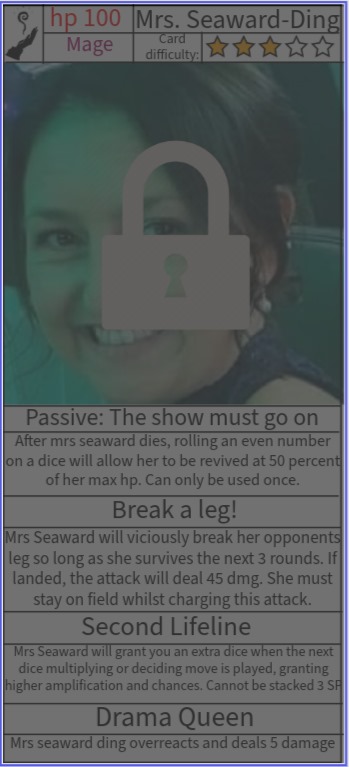 hp 100
Mrs. Seaward-Ding
Mage
Card
difficulty:
Passive: The show must go on
After mrs seaward dies, rolling an even number
on a dice will allow her to be revived at 50 percent
of her max hp. Can only be used once.
Break a leg!
Mrs Seaward will viciously break her opponents
leg so long as she survives the next 3 rounds. If
landed, the attack will deal 45 dmg. She must
stay on field whilst charging this attack.
Second Lifeline
Mrs Seaward will grant you an extra dice when the next
dice multiplying or deciding move is played, granting
higher amplification and chances. Cannot be stacked 3 SP
Drama Queen
Mrs seaward ding overreacts and deals 5 damage